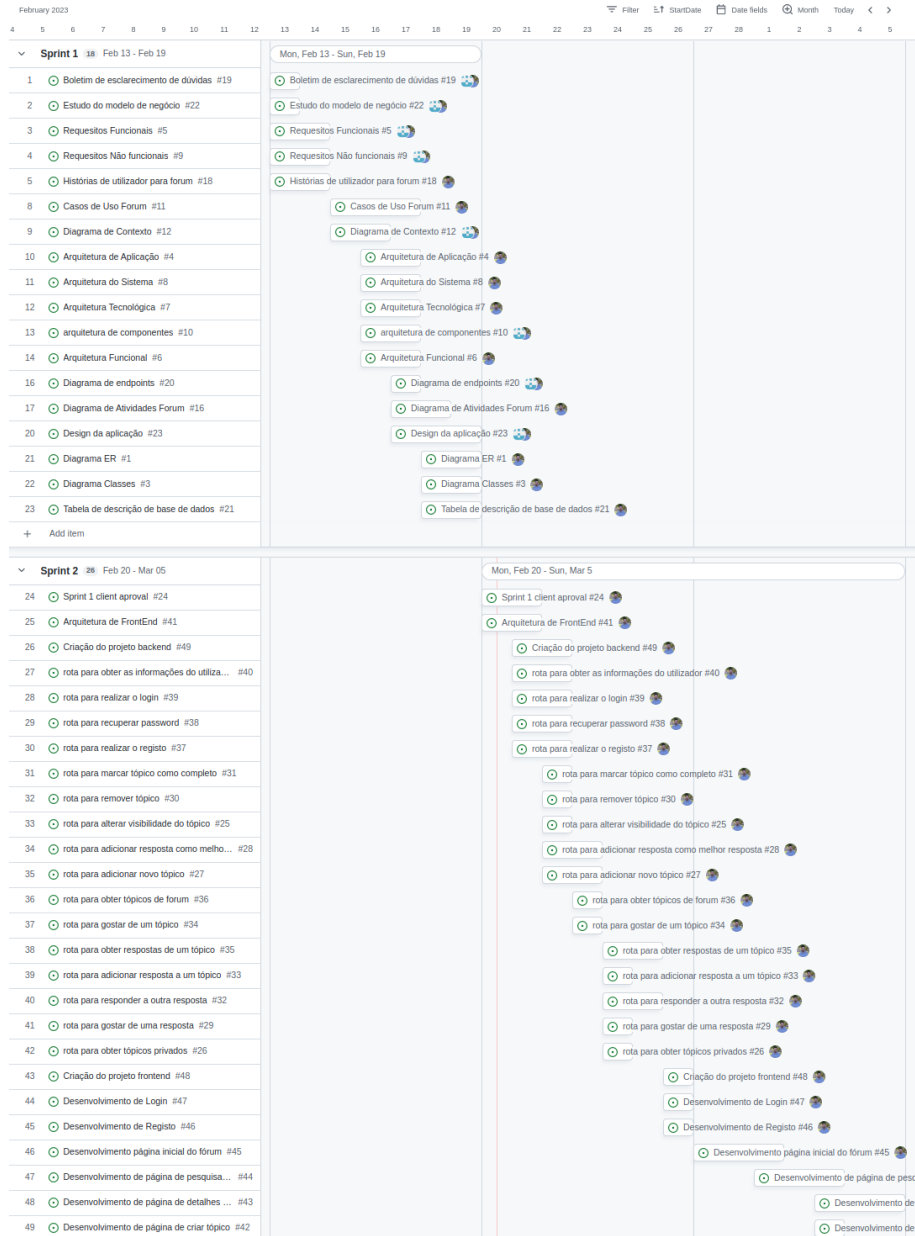 February 2023
Filter StartDate Date fields Month Today
4 5 6 7 8 9 10 11 12 13 14 15 16 17 18 19 20 21 22 23 24 25 26 27 28 1 2 3 4 5
Sprint 1 18 Feb 13 - Feb 19 Mon, Feb 13 - Sun, Feb 19
1 Boletim de esclarecimento de dúvidas #19 Boletim de esclarecimento de dúvidas #19
2 Estudo do modelo de negócio #22 Estudo do modelo de negócio #22
3 Requesitos Funcionais #5 Requesitos Funcionais #5
4 Requesitos Não funcionais #9 Requesitos Não funcionais #9
5 Histórias de utilizador para forum #18 Histórias de utilizador para forum #18
8 Casos de Uso Forum #11 Casos de Uso Forum #11
9 Diagrama de Contexto #12 Diagrama de Contexto #12
10 Arquitetura de Aplicação #4 Arquitetura de Aplicação #4
11 Arquitetura do Sistema #8 Arquitetura do Sistema #8
12 Arquitetura Tecnológica #7 Arquitetura Tecnológica #7
13 arquitetura de componentes #10 arquitetura de componentes #10
14 Arquitetura Funcional #6 Arquitetura Funcional #6
16 Diagrama de endpoints #20 Diagrama de endpoints #20
17 Diagrama de Atividades Forum #16 Diagrama de Atividades Forum #16
20 Design da aplicação #23 Design da aplicação #23
21 Diagrama ER #1 Diagrama ER #1
22 Diagrama Classes #3 Diagrama Classes #3
23 Tabela de descrição de base de dados #21 Tabela de descrição de base de dados #21
+ Add item
Sprint 2 26 Feb 20 - Mar 05 Mon, Feb 20 - Sun, Mar 5
24 Sprint 1 client aproval #24 Sprint 1 client aproval #24
25 Arquitetura de FrontEnd #41 Arquitetura de FrontEnd #41
26 Criação do projeto backend #49 Criação do projeto backend #49
27 rota para obter as informações do utiliza... #40 rota para obter as informações do utilizador #40
28 rota para realizar o login #39 rota para realizar o login #39
29 rota para recuperar password #38 rota para recuperar password #38
30 rota para realizar o registo #37 rota para realizar o registo #37
31 rota para marcar tópico como completo #31 rota para marcar tópico como completo #31
32 rota para remover tópico #30 rota para remover tópico #30
33 rota para alterar visibilidade do tópico #25 rota para alterar visibilidade do tópico #25
34 rota para adicionar resposta como melho... #28 rota para adicionar resposta como melhor resposta #28
35 rota para adicionar novo tópico #27 rota para adicionar novo tópico #27
36 rota para obter tópicos de forum #36 rota para obter tópicos de forum #36
37 rota para gostar de um tópico #34 rota para gostar de um tópico #34
38 rota para obter respostas de um tópico #35 rota para obter respostas de um tópico #35
39 rota para adicionar resposta a um tópico #33 rota para adicionar resposta a um tópico #33
40 rota para responder a outra resposta #32 rota para responder a outra resposta #32
41 rota para gostar de uma resposta #29 rota para gostar de uma resposta #29
42 rota para obter tópicos privados #26 rota para obter tópicos privados #26
43 Criação do projeto frontend #48 Criação do projeto frontend #48
44 Desenvolvimento de Login #47 Desenvolvimento de Login #47
45 Desenvolvimento de Registo #46 Desenvolvimento de Registo #46
46 Desenvolvimento página inicial do fórum #45 Desenvolvimento página inicial do fórum #45
47 Desenvolvimento de página de pesquisa... #44 Desenvolvimento de página de pesc
48 Desenvolvimento de página de detalhes ... #43 Desenvolvimento de
49 Desenvolvimento de página de criar tópico #42 Desenvolvimento de